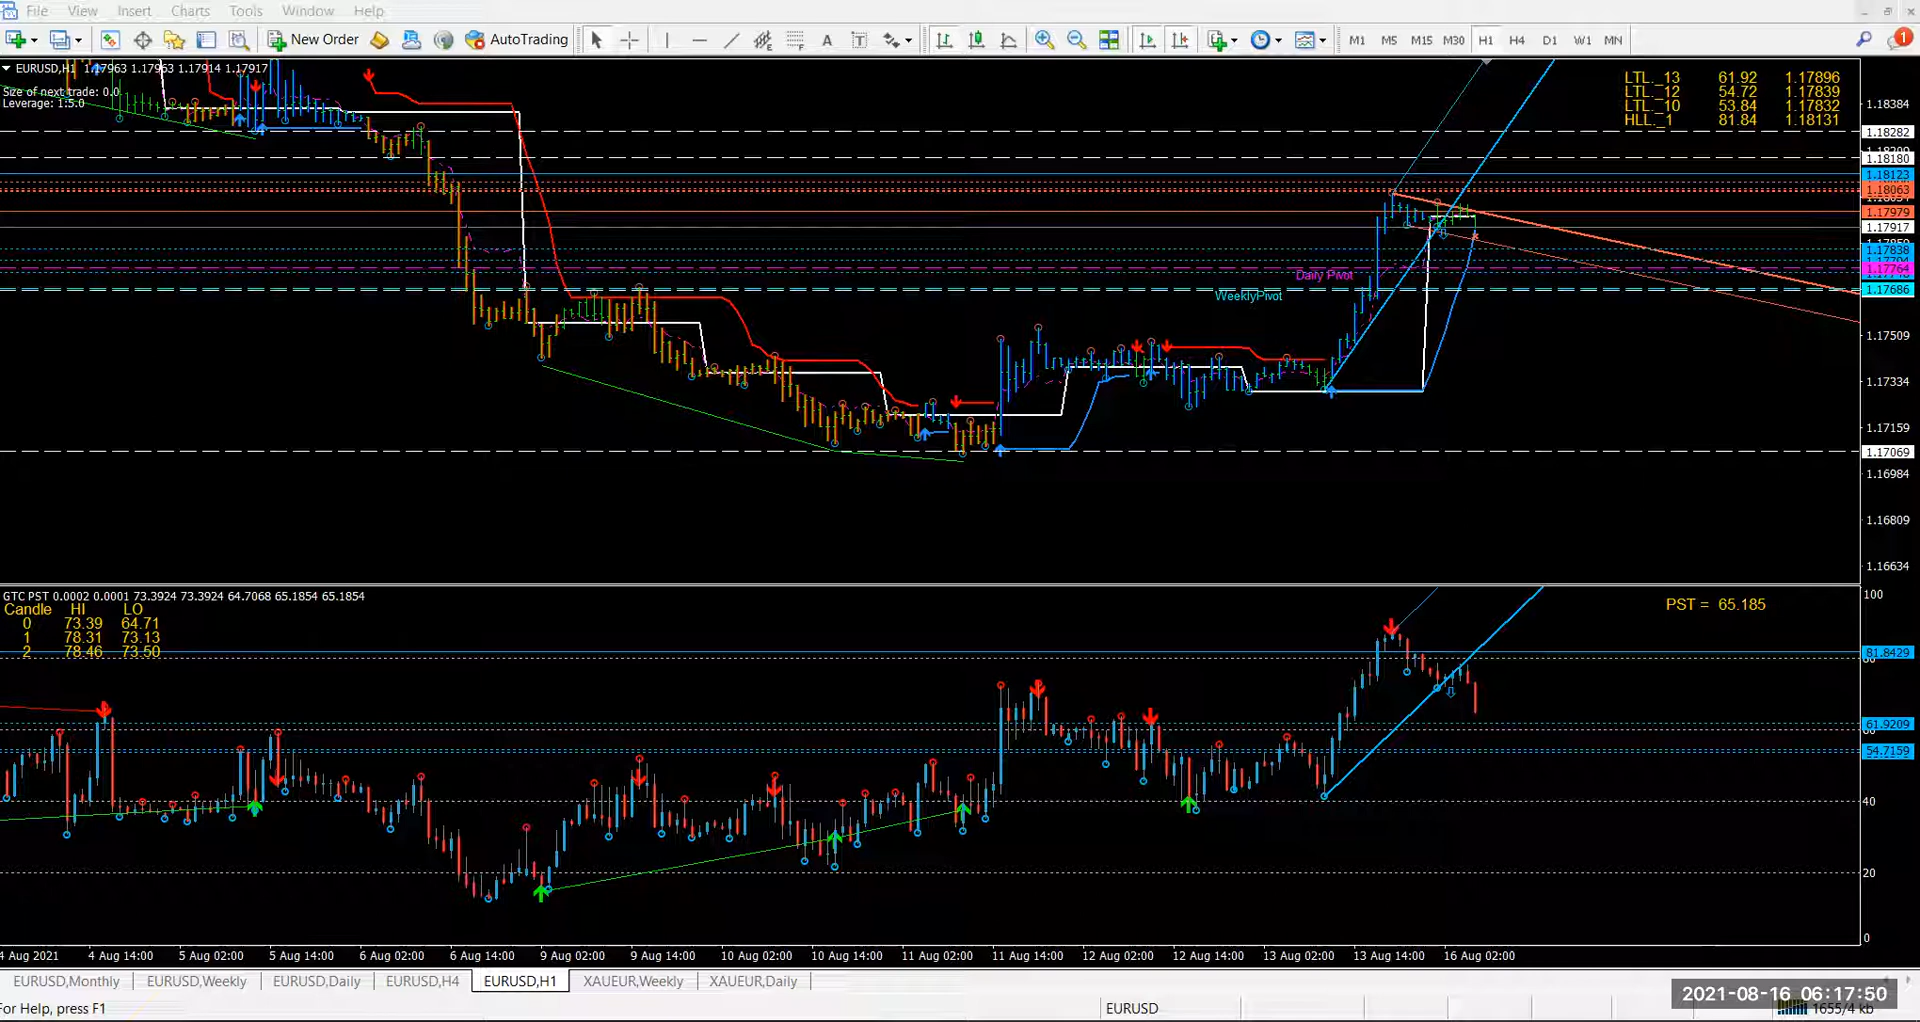 File View Insert Charts Tools Window Help
New Order AutoTrading A T M1 M5 M15 M30 H1 H4 D1 W1 MN 1
EURUSD,H1 1.17963 1.17963 1.17914 1.17917
Size of next trade: 0.0
Leverage: 1:5.0
LTL._13 61.92 1.17896
LTL._12 54.72 1.17839
LTL._10 53.84 1.17832
HLL._1 81.84 1.18131
1.18384
1.18282
1.18180
1.18123
1.18063
1.17979
1.17917
1.17838
1.17764
1.17686
1.17509
1.17334
1.17159
1.17069
1.16984
1.16809
1.16634
Daily Pivot
WeeklyPivot
GTC PST 0.0002 0.0001 73.3924 73.3924 64.7068 65.1854 65.1854
Candle HI LO
0 73.39 64.71
1 78.31 73.13
2 78.46 73.50
PST = 65.185
100
81.8429
61.9209
54.7159
40
20
0
4 Aug 2021 4 Aug 14:00 5 Aug 02:00 5 Aug 14:00 6 Aug 02:00 6 Aug 14:00 9 Aug 02:00 9 Aug 14:00 10 Aug 02:00 10 Aug 14:00 11 Aug 02:00 11 Aug 14:00 12 Aug 02:00 12 Aug 14:00 13 Aug 02:00 13 Aug 14:00 16 Aug 02:00
EURUSD,Monthly EURUSD,Weekly EURUSD,Daily EURUSD,H4 EURUSD,H1 XAUEUR,Weekly XAUEUR,Daily
2021-08-16 06:17:50
For Help, press F1 EURUSD 1655/4 kb